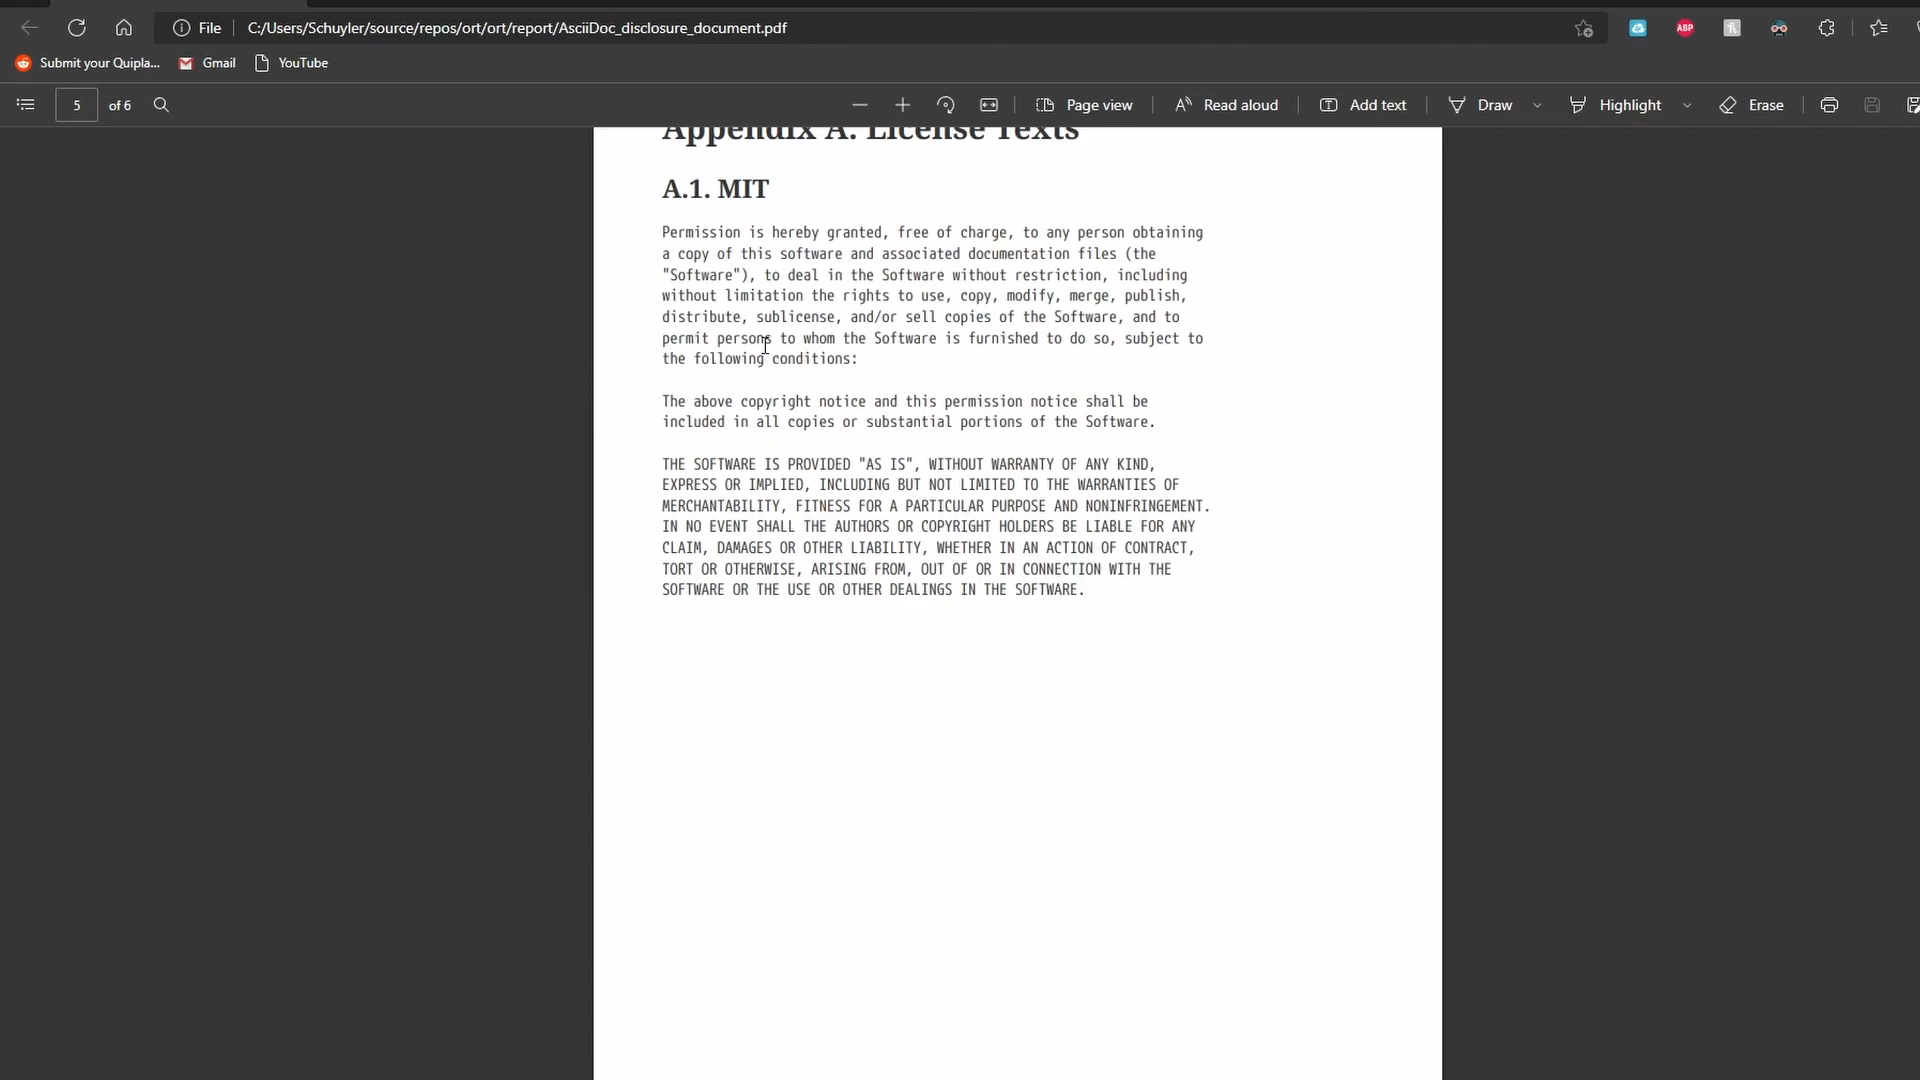 File C:/Users/Schuyler/source/repos/ort/ort/report/AsciiDoc_disclosure_document.pdf
ABP
Submit your Quipla... Gmail YouTube
5 of 6 Page view Read aloud Add text Draw Highlight Erase
Appendix A. License Texts
A.1. MIT
Permission is hereby granted, free of charge, to any person obtaining
a copy of this software and associated documentation files (the
"Software"), to deal in the Software without restriction, including
without limitation the rights to use, copy, modify, merge, publish,
distribute, sublicense, and/or sell copies of the Software, and to
permit persons to whom the Software is furnished to do so, subject to
the following conditions:
The above copyright notice and this permission notice shall be
included in all copies or substantial portions of the Software.
THE SOFTWARE IS PROVIDED "AS IS", WITHOUT WARRANTY OF ANY KIND,
EXPRESS OR IMPLIED, INCLUDING BUT NOT LIMITED TO THE WARRANTIES OF
MERCHANTABILITY, FITNESS FOR A PARTICULAR PURPOSE AND NONINFRINGEMENT.
IN NO EVENT SHALL THE AUTHORS OR COPYRIGHT HOLDERS BE LIABLE FOR ANY
CLAIM, DAMAGES OR OTHER LIABILITY, WHETHER IN AN ACTION OF CONTRACT,
TORT OR OTHERWISE, ARISING FROM, OUT OF OR IN CONNECTION WITH THE
SOFTWARE OR THE USE OR OTHER DEALINGS IN THE SOFTWARE.